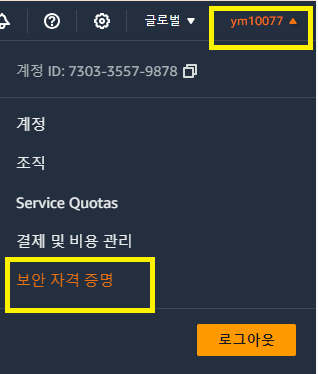 글로벌 ▼ ym10077 ▲
계정 ID: 7303-3557-9878
계정
조직
Service Quotas
결제 및 비용 관리
보안 자격 증명
로그아웃